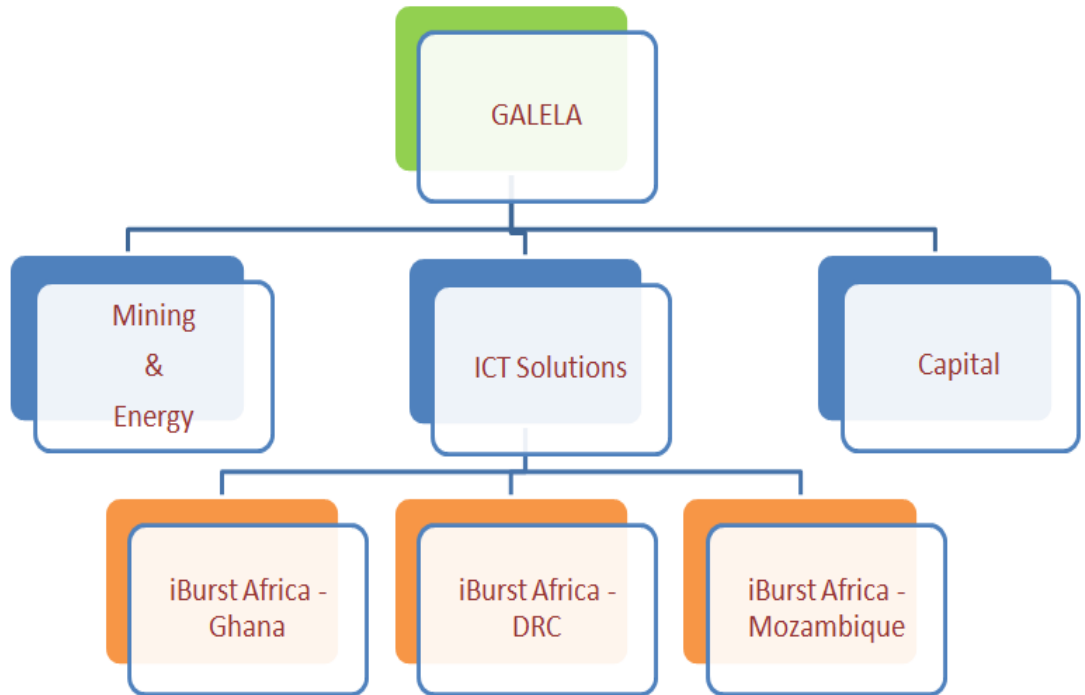 GALELA
Mining
&
Energy
ICT Solutions
Capital
iBurst Africa -
Ghana
iBurst Africa -
DRC
iBurst Africa -
Mozambique